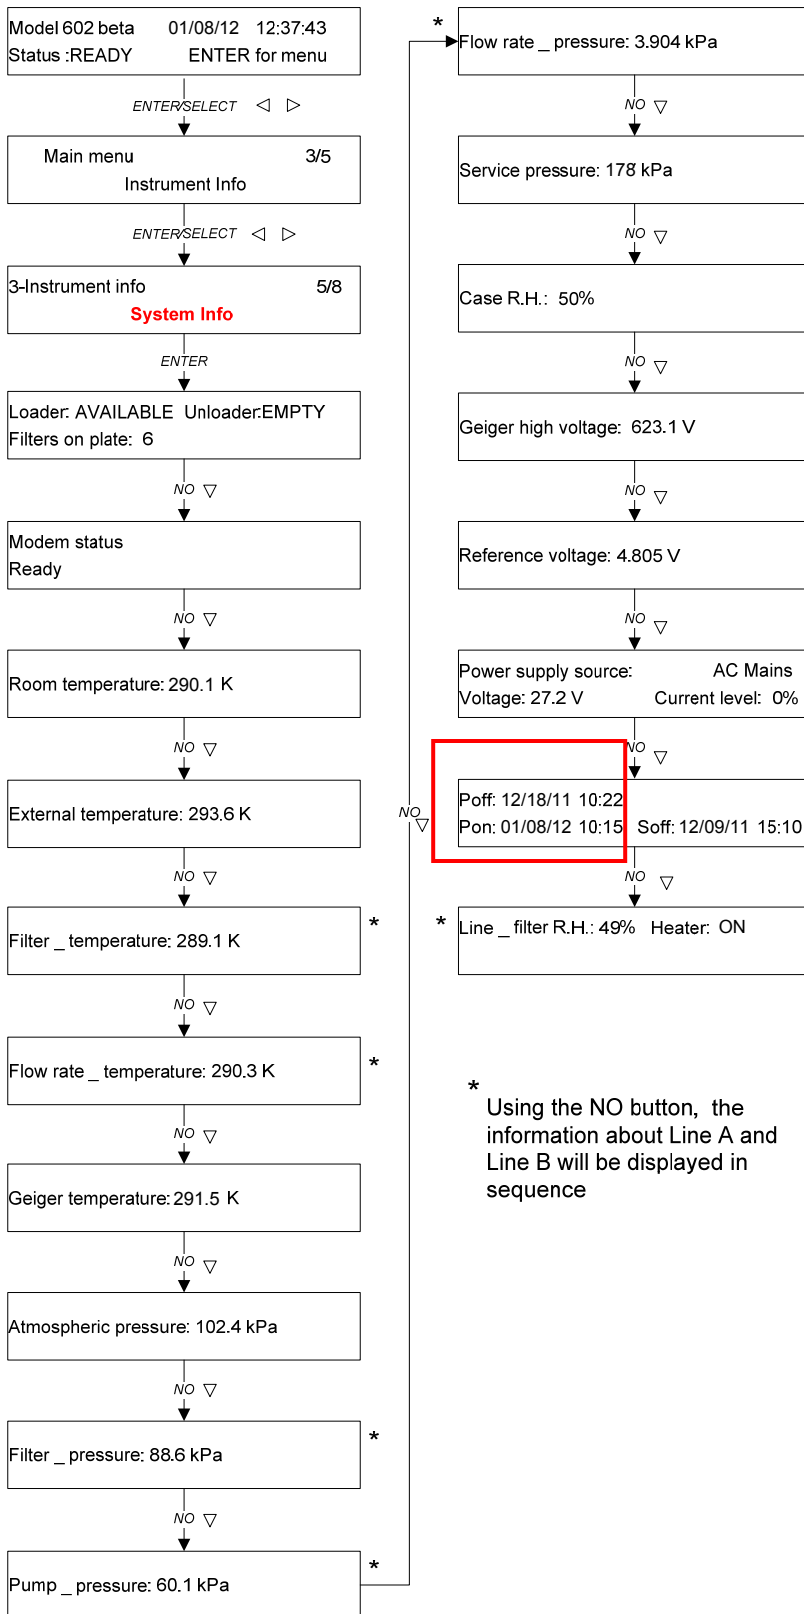 Model 602 beta 01/08/12 12:37:43
Status :READY ENTER for menu
ENTER/SELECT
Main menu 3/5
Instrument Info
ENTER/SELECT
3-Instrument info 5/8
System Info
ENTER
Loader: AVAILABLE Unloader:EMPTY
Filters on plate: 6
NO
Modem status
Ready
NO
Room temperature: 290.1 K
NO
External temperature: 293.6 K
NO
Filter _ temperature: 289.1 K
*
NO
Flow rate _ temperature: 290.3 K
*
NO
Geiger temperature: 291.5 K
NO
Atmospheric pressure: 102.4 kPa
NO
Filter _ pressure: 88.6 kPa
*
NO
Pump _ pressure: 60.1 kPa
*
NO
*
Flow rate _ pressure: 3.904 kPa
NO
Service pressure: 178 kPa
NO
Case R.H.: 50%
NO
Geiger high voltage: 623.1 V
NO
Reference voltage: 4.805 V
NO
Power supply source: AC Mains
Voltage: 27.2 V Current level: 0%
NO
Poff: 12/18/11 10:22
Pon: 01/08/12 10:15 Soff: 12/09/11 15:10
NO
*
Line _ filter R.H.: 49% Heater: ON
*
Using the NO button, the
information about Line A and
Line B will be displayed in
sequence